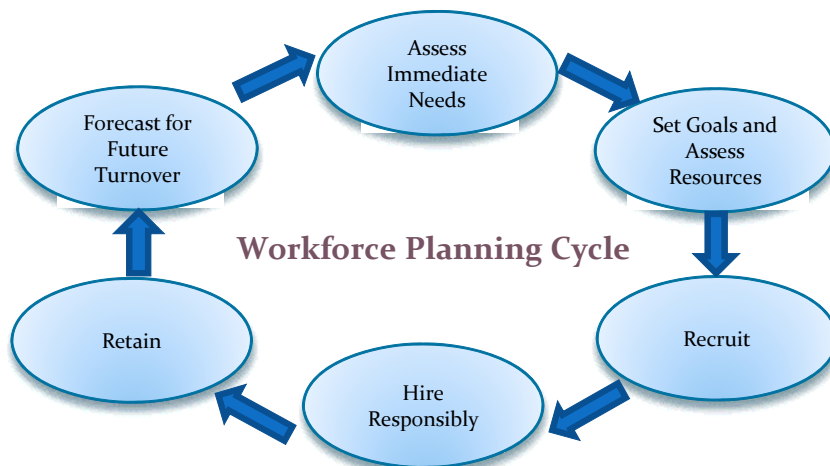 Assess
Immediate
Needs
Set Goals and
Assess
Resources
Recruit
Hire
Responsibly
Retain
Forecast for
Future
Turnover
Workforce Planning Cycle